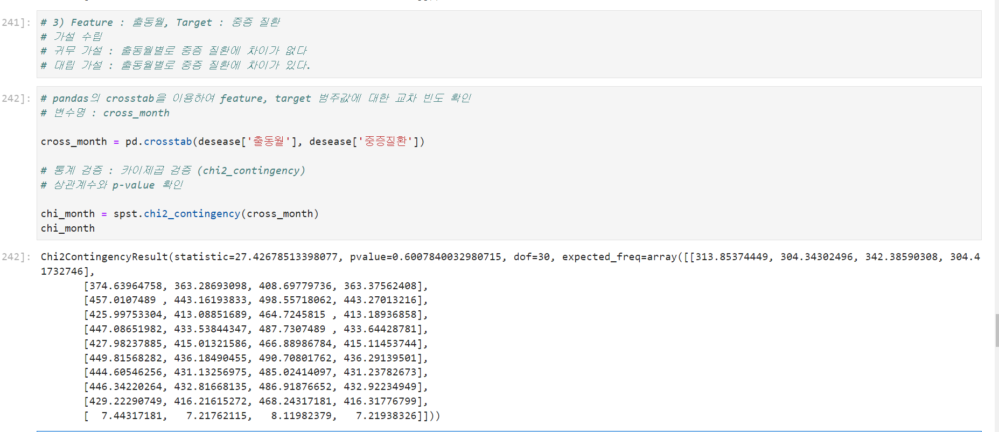 241]: # 3) Feature : 출동월, Target : 중증 질환
# 가설 수립
# 귀무 가설 : 출동월별로 중증 질환에 차이가 없다
# 대립 가설 : 출동월별로 중증 질환에 차이가 있다.
242]: # pandas의 crosstab을 이용하여 feature, target 범주값에 대한 교차 빈도 확인
# 변수명 : cross_month
cross_month = pd.crosstab(desease['출동월'], desease['중증질환'])
# 통계 검증 : 카이제곱 검증 (chi2_contingency)
# 상관계수와 p-value 확인
chi_month = spst.chi2_contingency(cross_month)
chi_month
242]: Chi2ContingencyResult(statistic=27.42678513398077, pvalue=0.6007840032980715, dof=30, expected_freq=array([[313.85374449, 304.34302496, 342.38590308, 304.4
1732746],
[374.63964758, 363.28693098, 408.69779736, 363.37562408],
[457.0107489 , 443.16193833, 498.55718062, 443.27013216],
[425.99753304, 413.08851689, 464.7245815 , 413.18936858],
[447.08651982, 433.53844347, 487.7307489 , 433.64428781],
[427.98237885, 415.01321586, 466.88986784, 415.11453744],
[449.81568282, 436.18490455, 490.70801762, 436.29139501],
[444.60546256, 431.13256975, 485.02414097, 431.23782673],
[446.34220264, 432.81668135, 486.91876652, 432.92234949],
[429.22290749, 416.21615272, 468.24317181, 416.31776799],
[  7.44317181,   7.21762115,   8.11982379,   7.21938326]]))